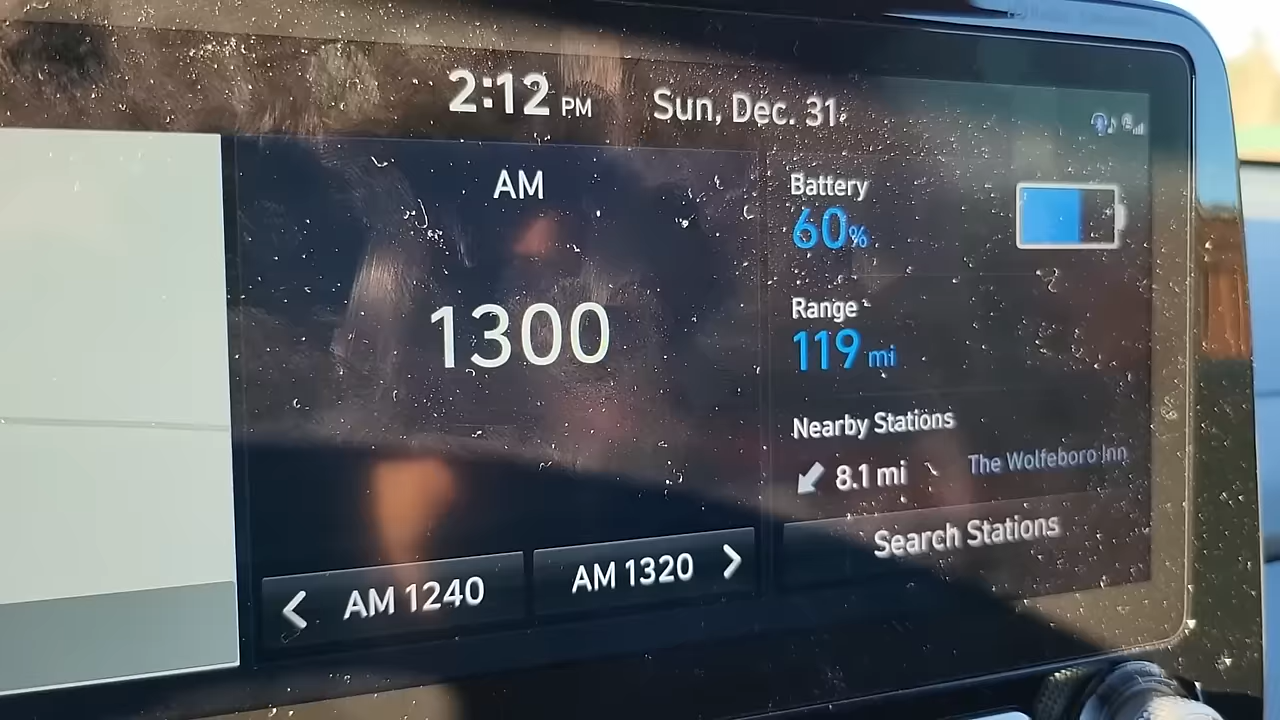 2:12 PM Sun, Dec. 31
AM
1300
< AM 1240
AM 1320 >
Battery
60%
Range
119 mi
Nearby Stations
8.1 mi The Wolfeboro Inn
Search Stations